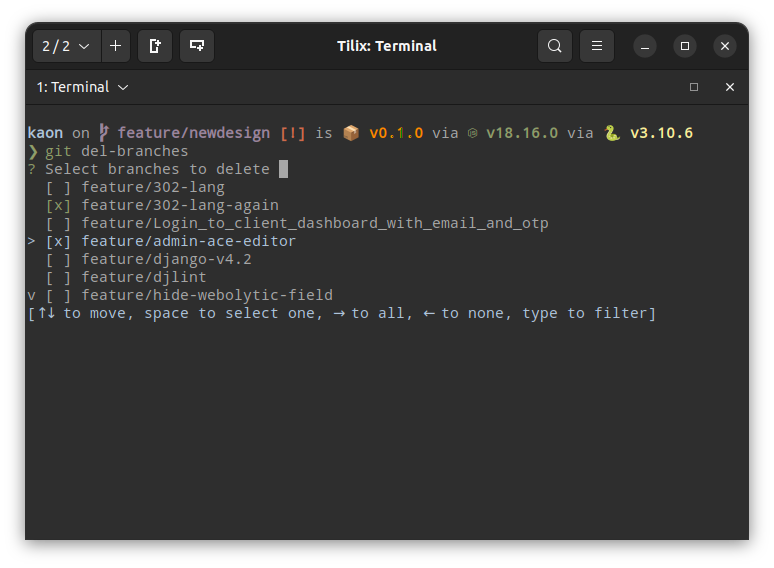 2 / 2
Tilix: Terminal
1: Terminal
kaon on feature/newdesign [!] is 📦 v0.1.0 via v18.16.0 via 🐍 v3.10.6
❯ git del-branches
? Select branches to delete
[ ] feature/302-lang
[x] feature/302-lang-again
[ ] feature/Login_to_client_dashboard_with_email_and_otp
> [x] feature/admin-ace-editor
[ ] feature/django-v4.2
[ ] feature/djlint
v [ ] feature/hide-webolytic-field
[↑↓ to move, space to select one, → to all, ← to none, type to filter]